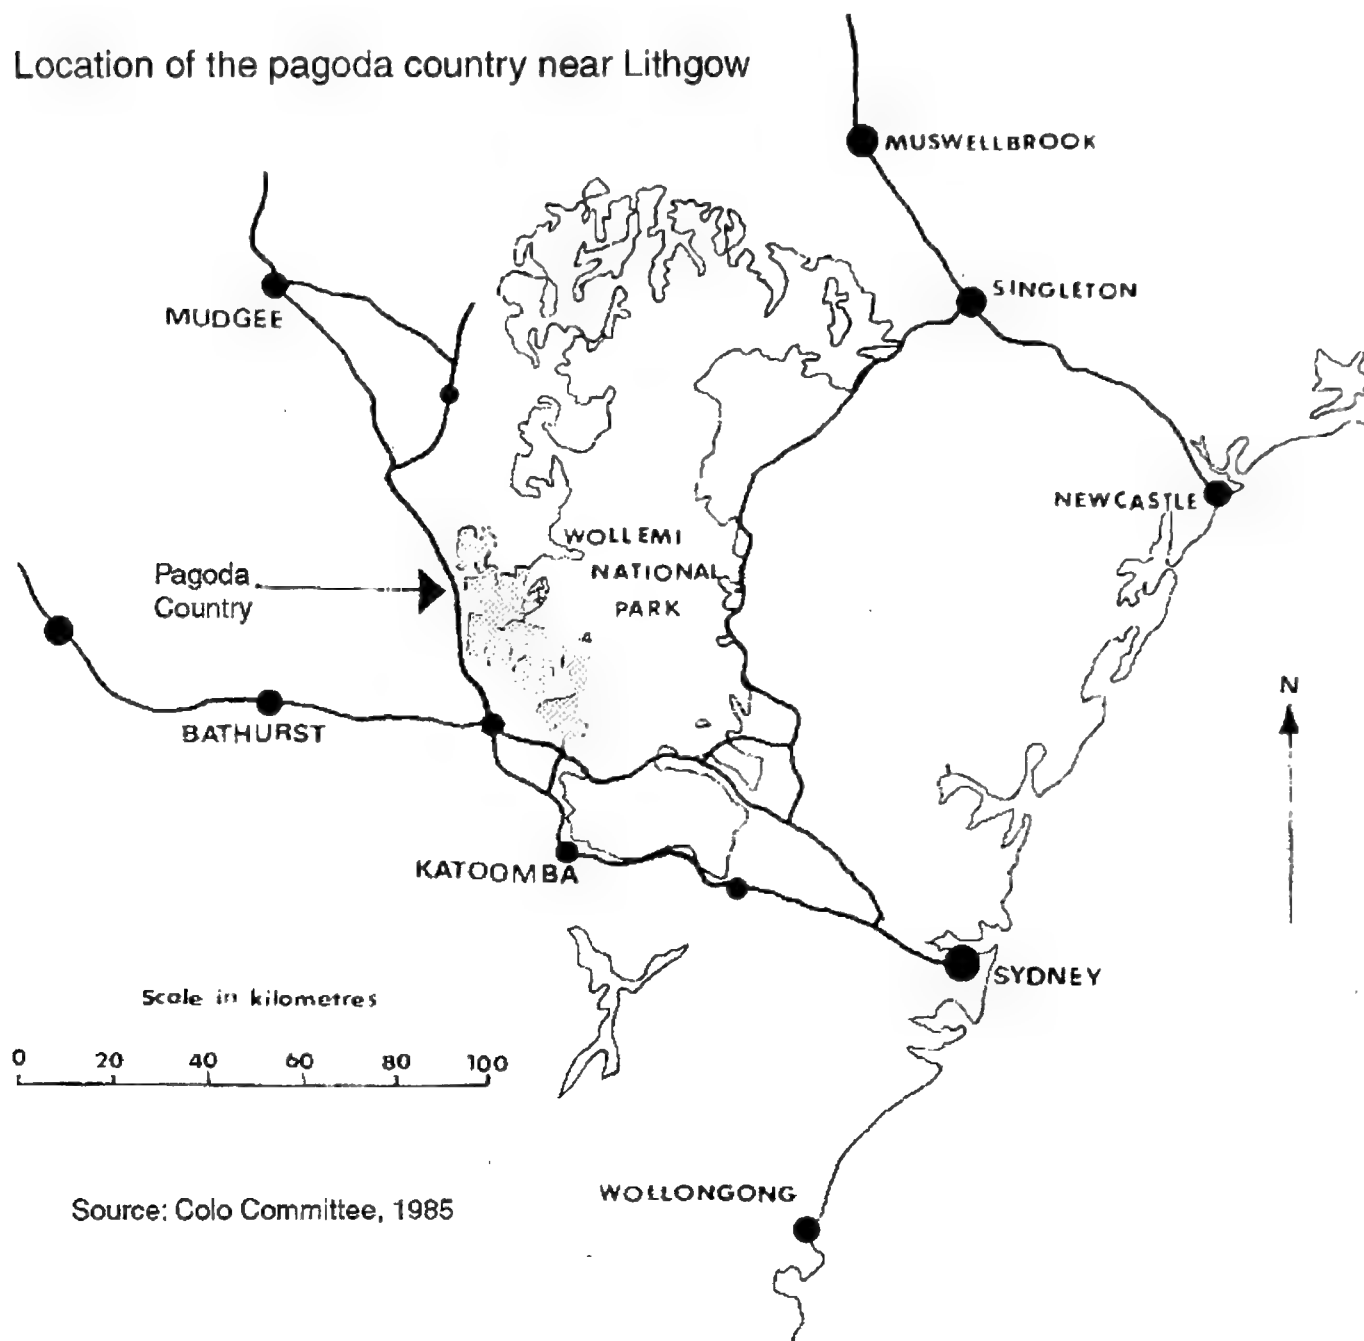 Location of the pagoda country near Lithgow
MUSWELLBROOK
SINGLETON
MUDGEE
NEWCASTLE
WOLLEMI
NATIONAL
PARK
Pagoda
Country
N
BATHURST
KATOOMBA
SYDNEY
Scale in kilometres
0 20 40 60 80 100
WOLLONGONG
Source: Colo Committee, 1985